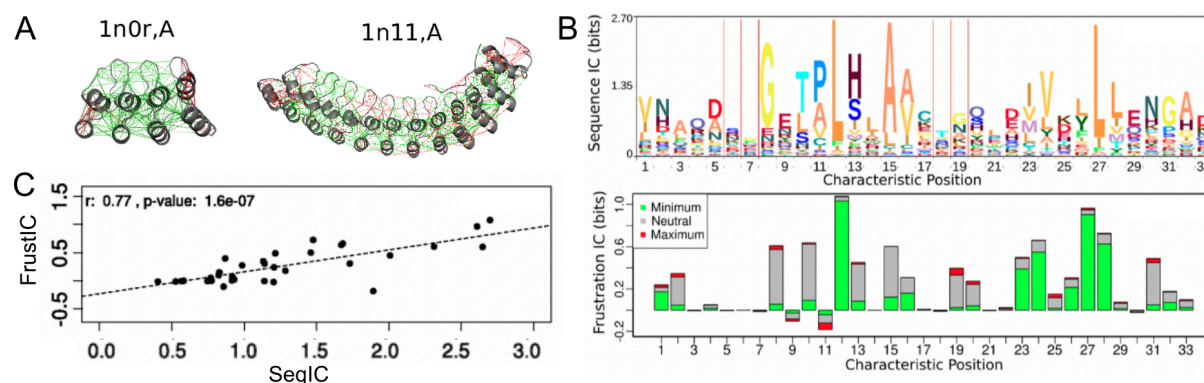 A
1n0r,A
1n11,A
B
Sequence IC (bits)
2.70
1.35
0
1 3 5 7 9 11 13 15 17 19 21 23 25 27 29 31 33
Characteristic Position
C
r: 0.77 , p-value: 1.6e-07
FrustIC
1.5
0.5
-0.5
0.0 0.5 1.0 1.5 2.0 2.5 3.0
SeqIC
Minimum
Neutral
Maximum
Frustration IC (bits)
1.0
0.6
0.2
-0.2
1 3 5 7 9 11 13 15 17 19 21 23 25 27 29 31 33
Characteristic Position